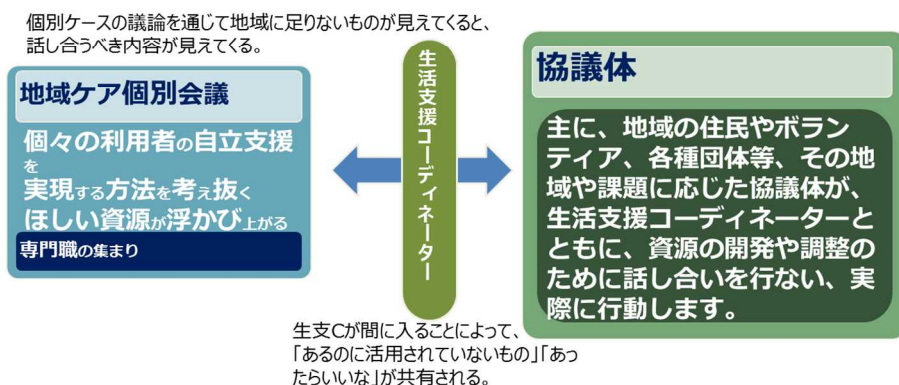 個別ケースの議論を通じて地域に足りないものが見えてくると、
話し合うべき内容が見えてくる。
地域ケア個別会議
個々の利用者の自立支援
を
実現する方法を考え抜く
ほしい資源が浮かび上がる
専門職の集まり
生活支援コーディネーター
協議体
主に、地域の住民やボラン
ティア、各種団体等、その地
域や課題に応じた協議体が、
生活支援コーディネーターと
ともに、資源の開発や調整の
ために話し合いを行ない、実
際に行動します。
生支Cが間に入ることによって、
「あるのに活用されていないもの」「あっ
たらいいな」が共有される。